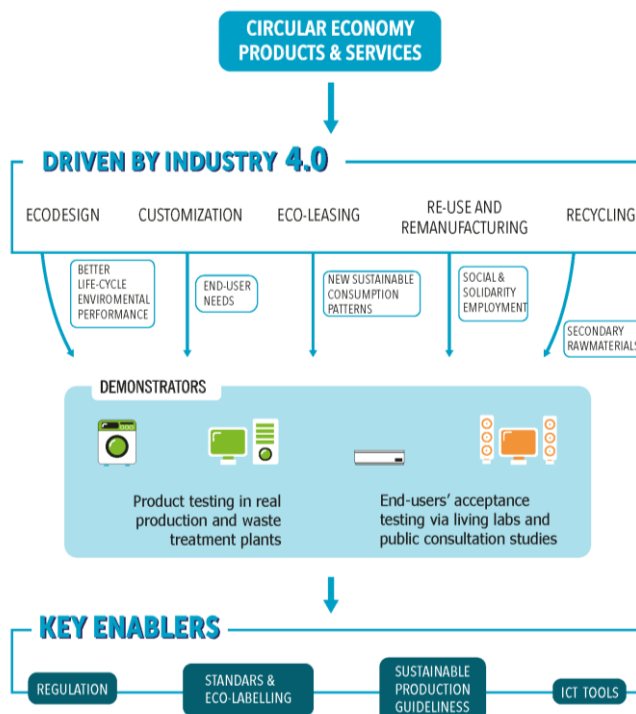 CIRCULAR ECONOMY
PRODUCTS & SERVICES
DRIVEN BY INDUSTRY 4.0
ECODESIGN
CUSTOMIZATION
ECO-LEASING
RE-USE AND
REMANUFACTURING
RECYCLING
BETTER
LIFE-CYCLE
ENVIROMENTAL
PERFORMANCE
END-USER
NEEDS
NEW SUSTAINABLE
CONSUMPTION
PATTERNS
SOCIAL &
SOLIDARITY
EMPLOYMENT
SECONDARY
RAWMATERIALS
DEMONSTRATORS
Product testing in real
production and waste
treatment plants
End-users' acceptance
testing via living labs and
public consultation studies
KEY ENABLERS
REGULATION
STANDARS &
ECO-LABELLING
SUSTAINABLE
PRODUCTION
GUIDELINESS
ICT TOOLS